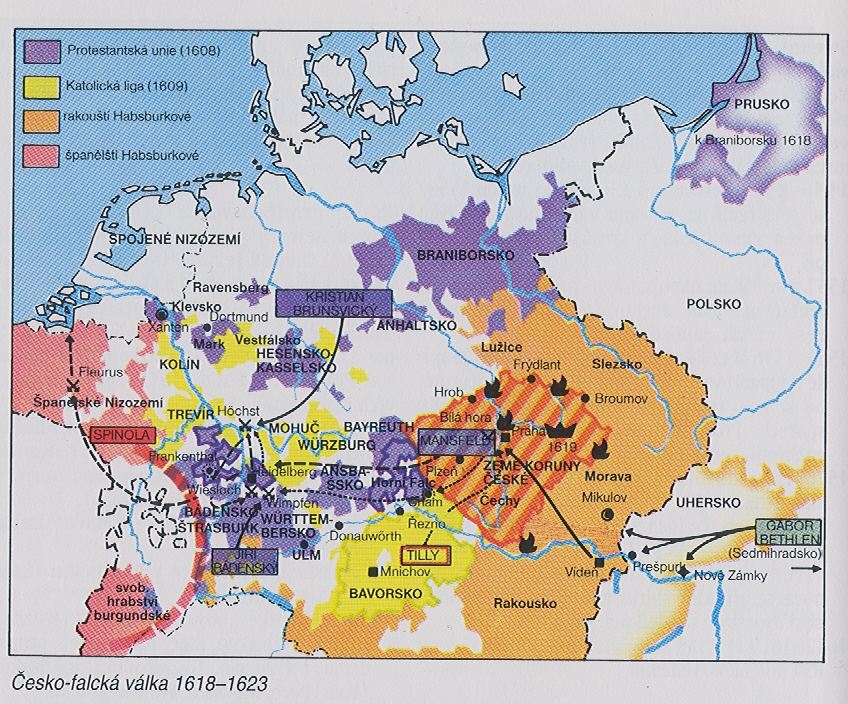 Protestantská unie (1608)
Katolická liga (1609)
rakouští Habsburkové
španělští Habsburkové
PRUSKO
k Braniborsku 1618
SPOJENÉ NIZOZEMÍ
BRANIBORSKO
Ravensberg
KRISTIÁN
BRUNSVICKÝ
POLSKO
Klevsko
Xanten
Dortmund
ANHALTSKO
Mark
Vestfálsko
HESENSKO-
KASSELSKO
Lužice
Slezsko
KOLÍN
Frýdlant
Fleurus
Hrob
Broumov
Španělské Nizozemí
TREVÍR
Höchst
MOHUČ
BAYREUTH
Bílá hora
SPINOLA
WÜRZBURG
MANSFELD
Praha
1619
Frankenthal
Heidelberg
ANSBA-
ŠSKO
Horní Falc
Plzeň
ZEMĚ KORUNY
ČESKÉ
Morava
Wiesloch
Wimpfen
Cham
Čechy
Mikulov
UHERSKO
BÁDENSKO
ŠTRASBURK
WÜRTTEM-
BERSKO
Řezno
Donauwörth
GABOR
BETHLEN
(Sedmihradsko)
JIŘÍ
BÁDENSKÝ
ULM
TILLY
Mnichov
Vídeň
Prešpurk
Nové Zámky
svob.
hrabství
burgundské
BAVORSKO
Rakousko
Česko-falcká válka 1618–1623